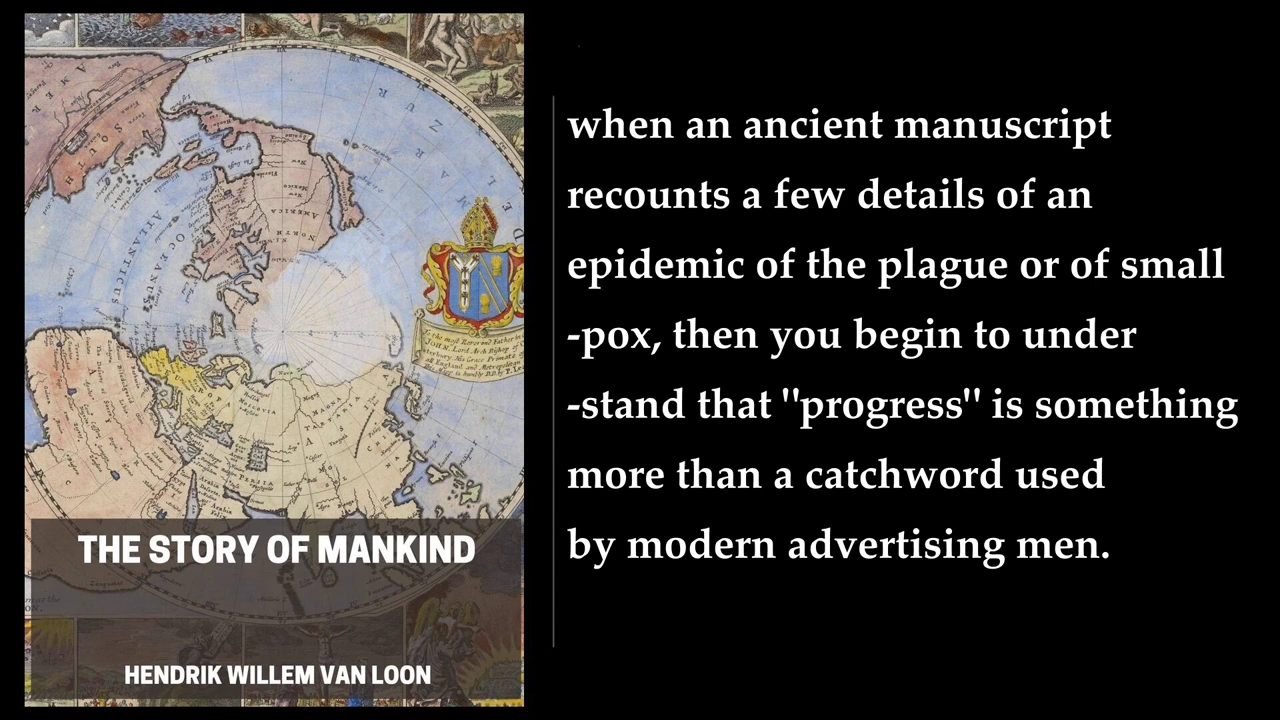 THE STORY OF MANKIND
HENDRIK WILLEM VAN LOON
when an ancient manuscript
recounts a few details of an
epidemic of the plague or of small
-pox, then you begin to under
-stand that "progress" is something
more than a catchword used
by modern advertising men.